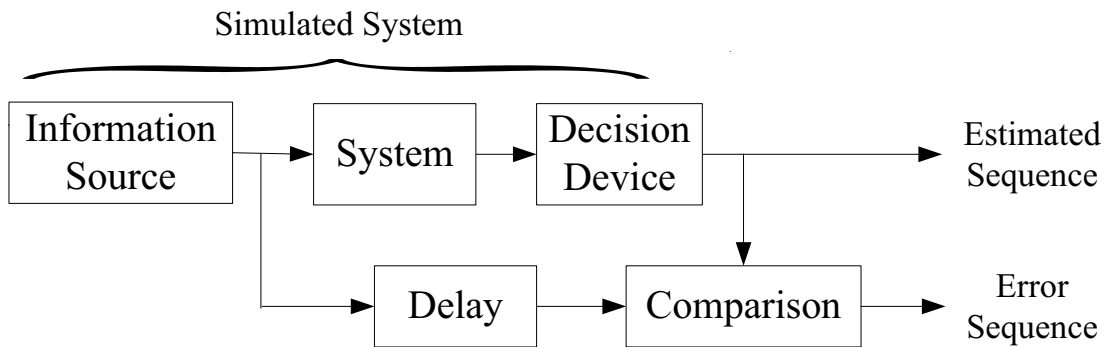 Simulated System
Information
Source
System
Decision
Device
Estimated
Sequence
Delay
Comparison
Error
Sequence